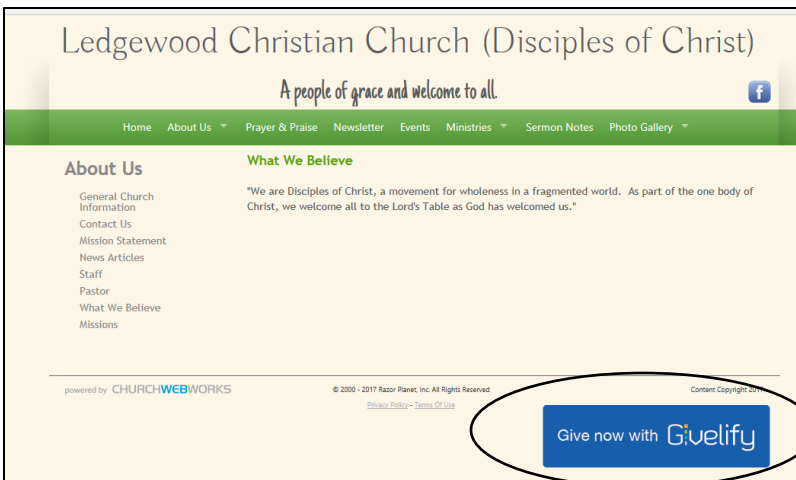 Ledgewood Christian Church (Disciples of Christ)
A people of grace and welcome to all.
f
Home About Us Prayer & Praise Newsletter Events Ministries Sermon Notes Photo Gallery
About Us
General Church
Information
Contact Us
Mission Statement
News Articles
Staff
Pastor
What We Believe
Missions
What We Believe
"We are Disciples of Christ, a movement for wholeness in a fragmented world. As part of the one body of
Christ, we welcome all to the Lord's Table as God has welcomed us."
powered by CHURCHWEBWORKS
© 2000 - 2017 Razor Planet, Inc. All Rights Reserved
Privacy Policy - Terms Of Use
Content Copyright 2017
Give now with Givelify